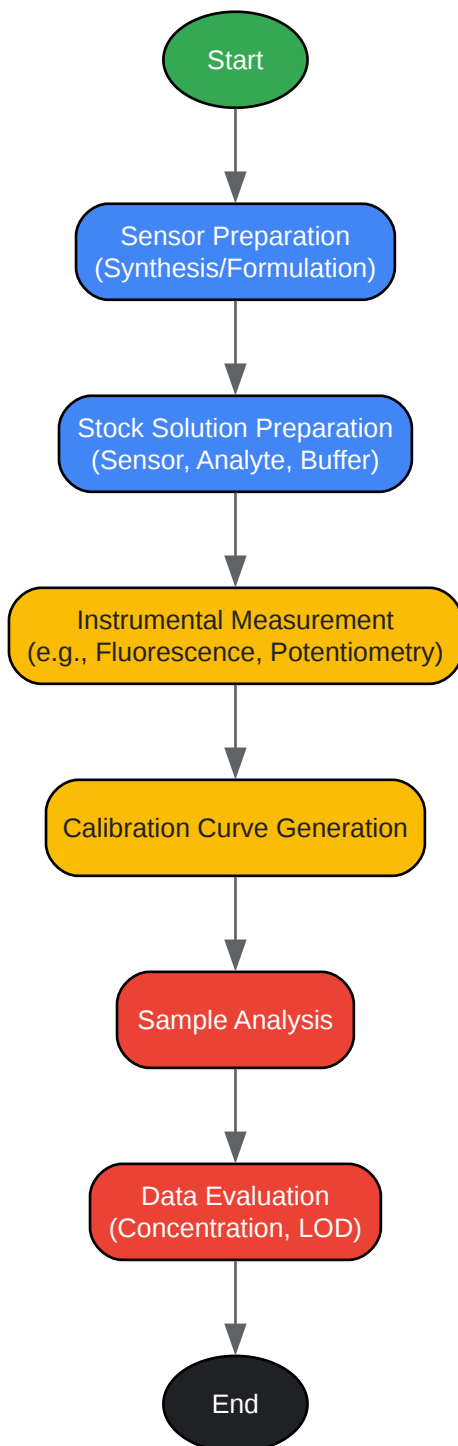 Start
Sensor Preparation
(Synthesis/Formulation)
Stock Solution Preparation
(Sensor, Analyte, Buffer)
Instrumental Measurement
(e.g., Fluorescence, Potentiometry)
Calibration Curve Generation
Sample Analysis
Data Evaluation
(Concentration, LOD)
End